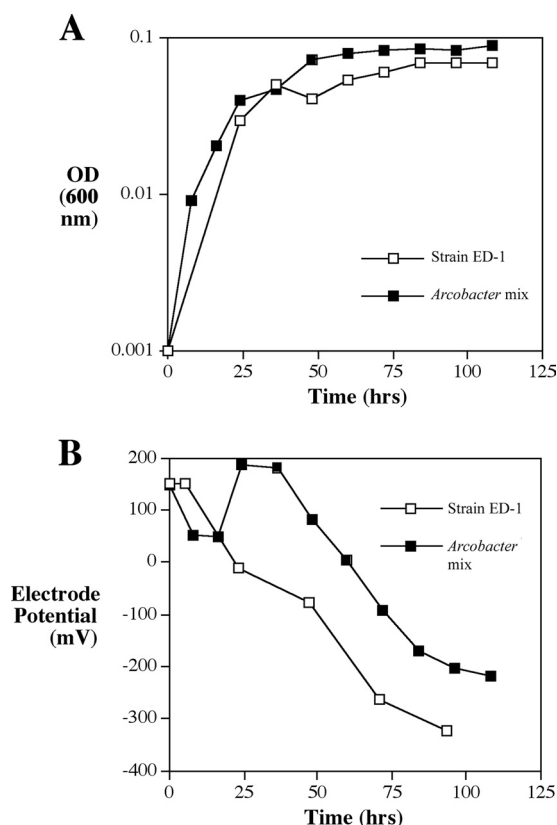 A
0.1
OD
(600
nm)
0.01
Strain ED-1
Arcobacter mix
0.001
0
25
50
75
100
125
Time (hrs)
B
200
100
0
-100
-200
-300
-400
Electrode
Potential
(mV)
Strain ED-1
Arcobacter
mix
0
25
50
75
100
125
Time (hrs)